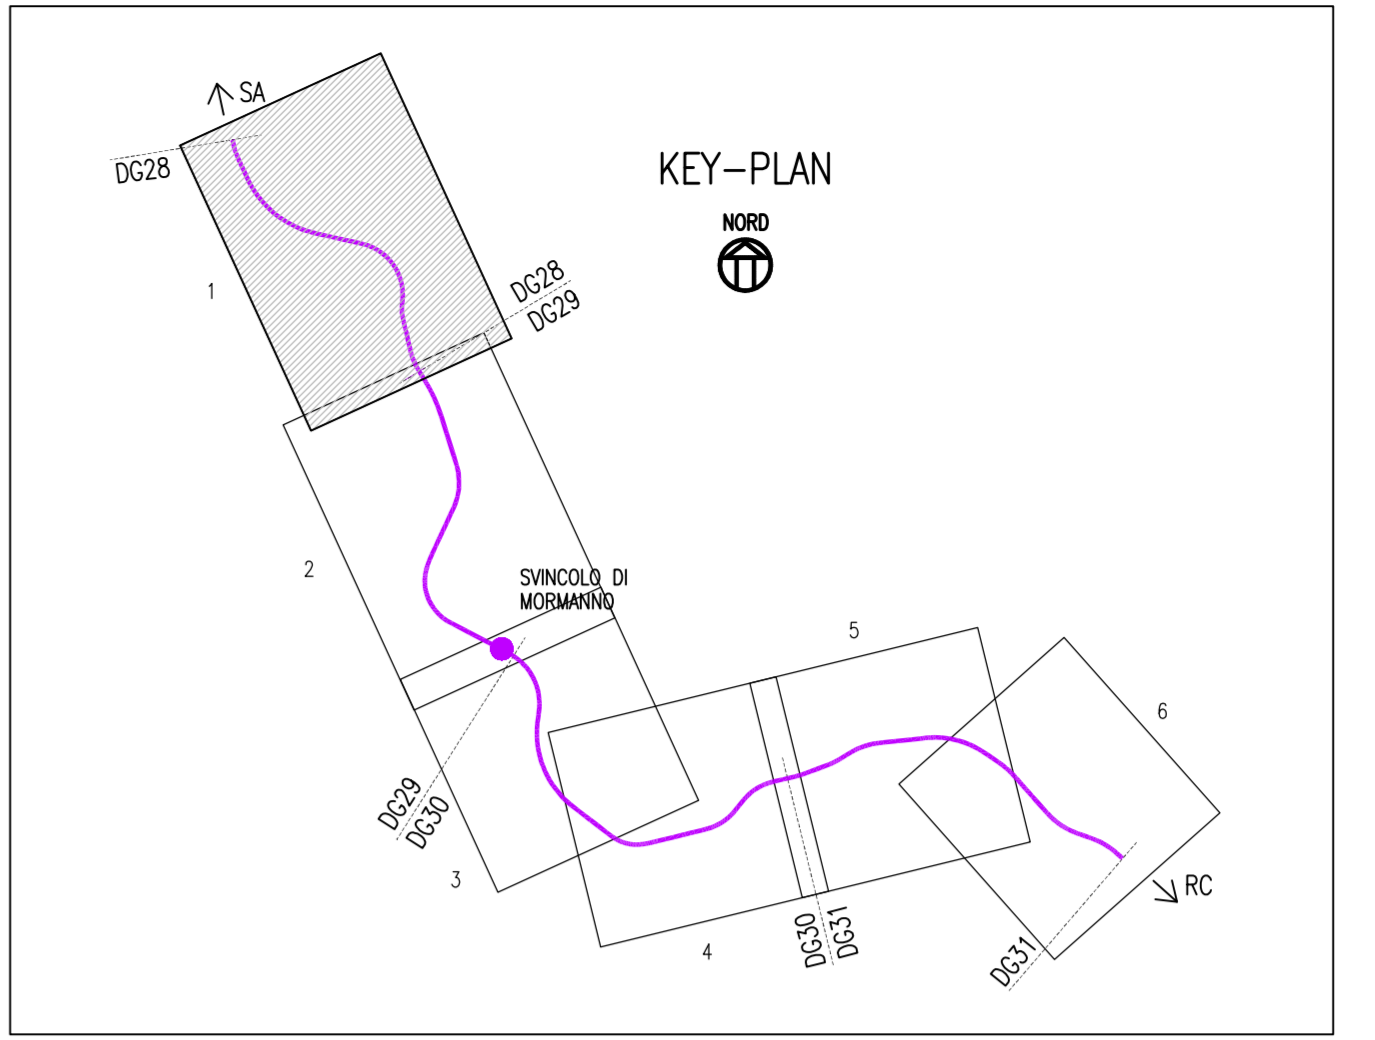 SA
DG28
KEY-PLAN
NORD
1
DG28
DG29
2
SVINCOLO DI
MORMANNO
5
6
DG29
DG30
3
4
DG30
DG31
RC
DG31